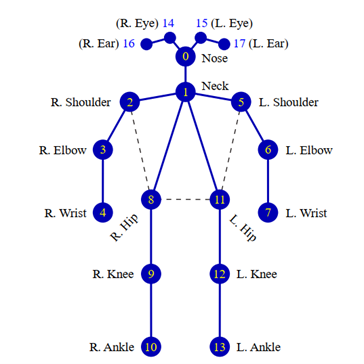 (R. Eye) 14 15 (L. Eye)
(R. Ear) 16 17 (L. Ear)
0 Nose
1 Neck
R. Shoulder 2 5 L. Shoulder
R. Elbow 3 6 L. Elbow
R. Wrist 4 8 11 7 L. Wrist
R. Hip L. Hip
R. Knee 9 12 L. Knee
R. Ankle 10 13 L. Ankle